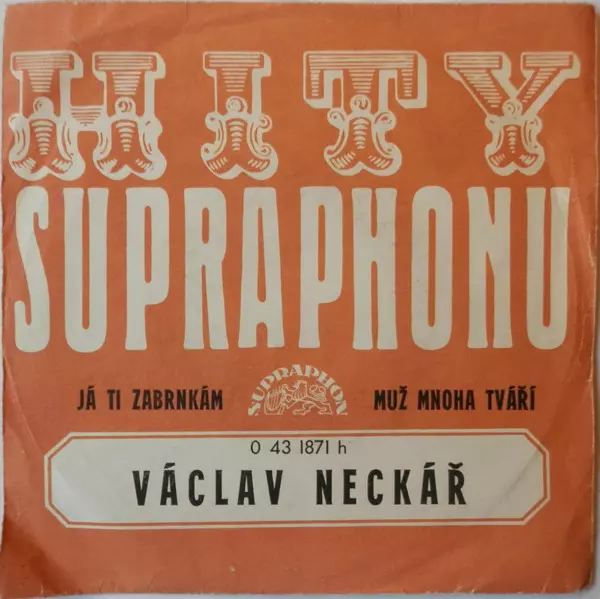 HITY
SUPRAPHONU
JÁ TI ZABRNKÁM
SUPRAPHON
MUŽ MNOHA TVÁŘÍ
0 43 1871 h
VÁCLAV NECKÁŘ